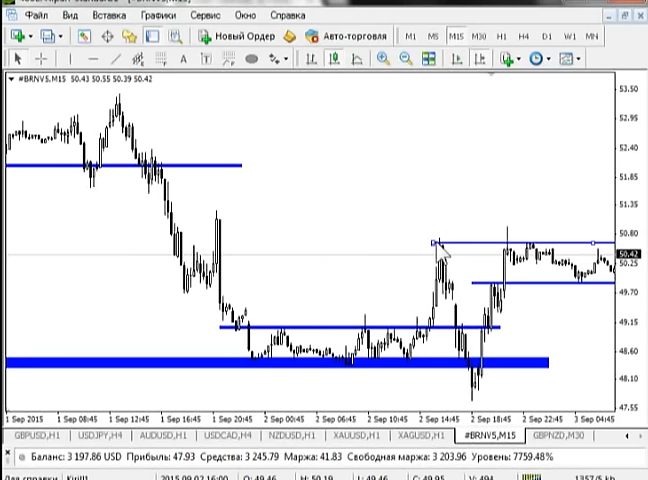 Файл Вид Вставка Графики Сервис Окно Справка
Новый Ордер Авто-торговля M1 M5 M15 M30 H1 H4 D1 W1 MN
#BRNV5,M15 50.43 50.55 50.39 50.42
53.50
52.95
52.40
51.85
51.35
50.80
50.42
50.25
49.70
49.15
48.60
48.10
47.55
1 Sep 2015 1 Sep 08:45 1 Sep 12:45 1 Sep 16:45 1 Sep 20:45 2 Sep 00:45 2 Sep 06:45 2 Sep 10:45 2 Sep 14:45 2 Sep 18:45 2 Sep 22:45 3 Sep 04:45
GBPUSD,H1 USDJPY,H4 AUDUSD,H1 USDCAD,H4 NZDUSD,H1 XAUUSD,H1 XAGUSD,H1 #BRNV5,M15 GBPNZD,M30
Баланс: 3 197.86 USD Прибыль: 47.93 Средства: 3 245.79 Маржа: 41.83 Свободная маржа: 3 203.96 Уровень: 7759.48%